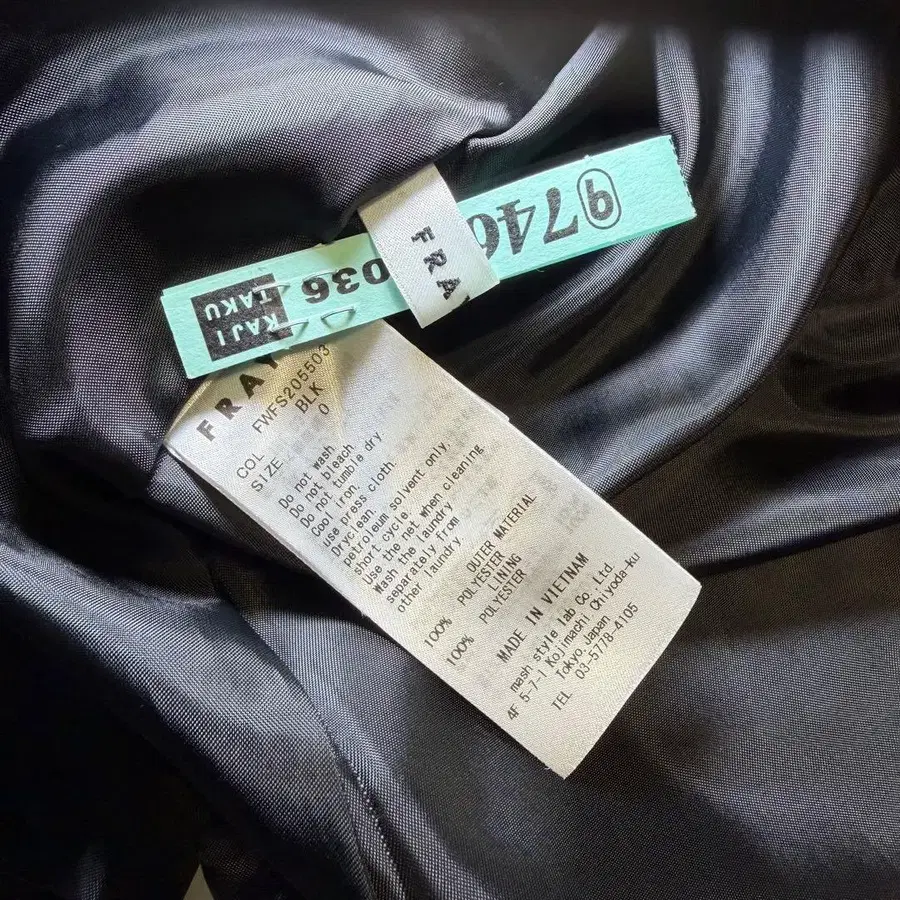 FRA
746
036
KAJI
TAKU
FRAY
FWFS205503
COL BLK
SIZE 0
Do not wash.
Do not bleach.
Do not tumble dry
Cool iron.
use press cloth.
Dryclean.
petroleum solvent only.
short cycle.
Use the net when cleaning
Wash the laundry
separately from
other laundry.
OUTER MATERIAL
100% POLYESTER
LINING
100% POLYESTER
MADE IN VIETNAM
mash style lab Co. Ltd.
4F 5-7-1 Kojimachi Chiyoda-ku
Tokyo, Japan
TEL 03-5778-4105